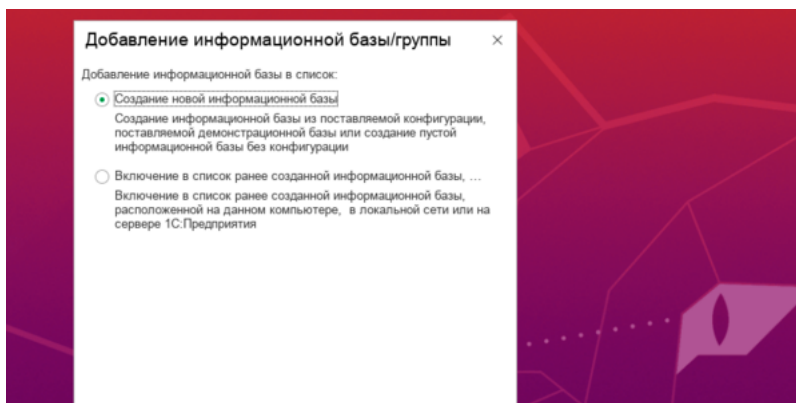 Добавление информационной базы/группы
Добавление информационной базы в список:
Создание новой информационной базы
Создание информационной базы из поставляемой конфигурации,
поставляемой демонстрационной базы или создание пустой
информационной базы без конфигурации
Включение в список ранее созданной информационной базы, ...
Включение в список ранее созданной информационной базы,
расположенной на данном компьютере, в локальной сети или на
сервере 1С:Предприятия